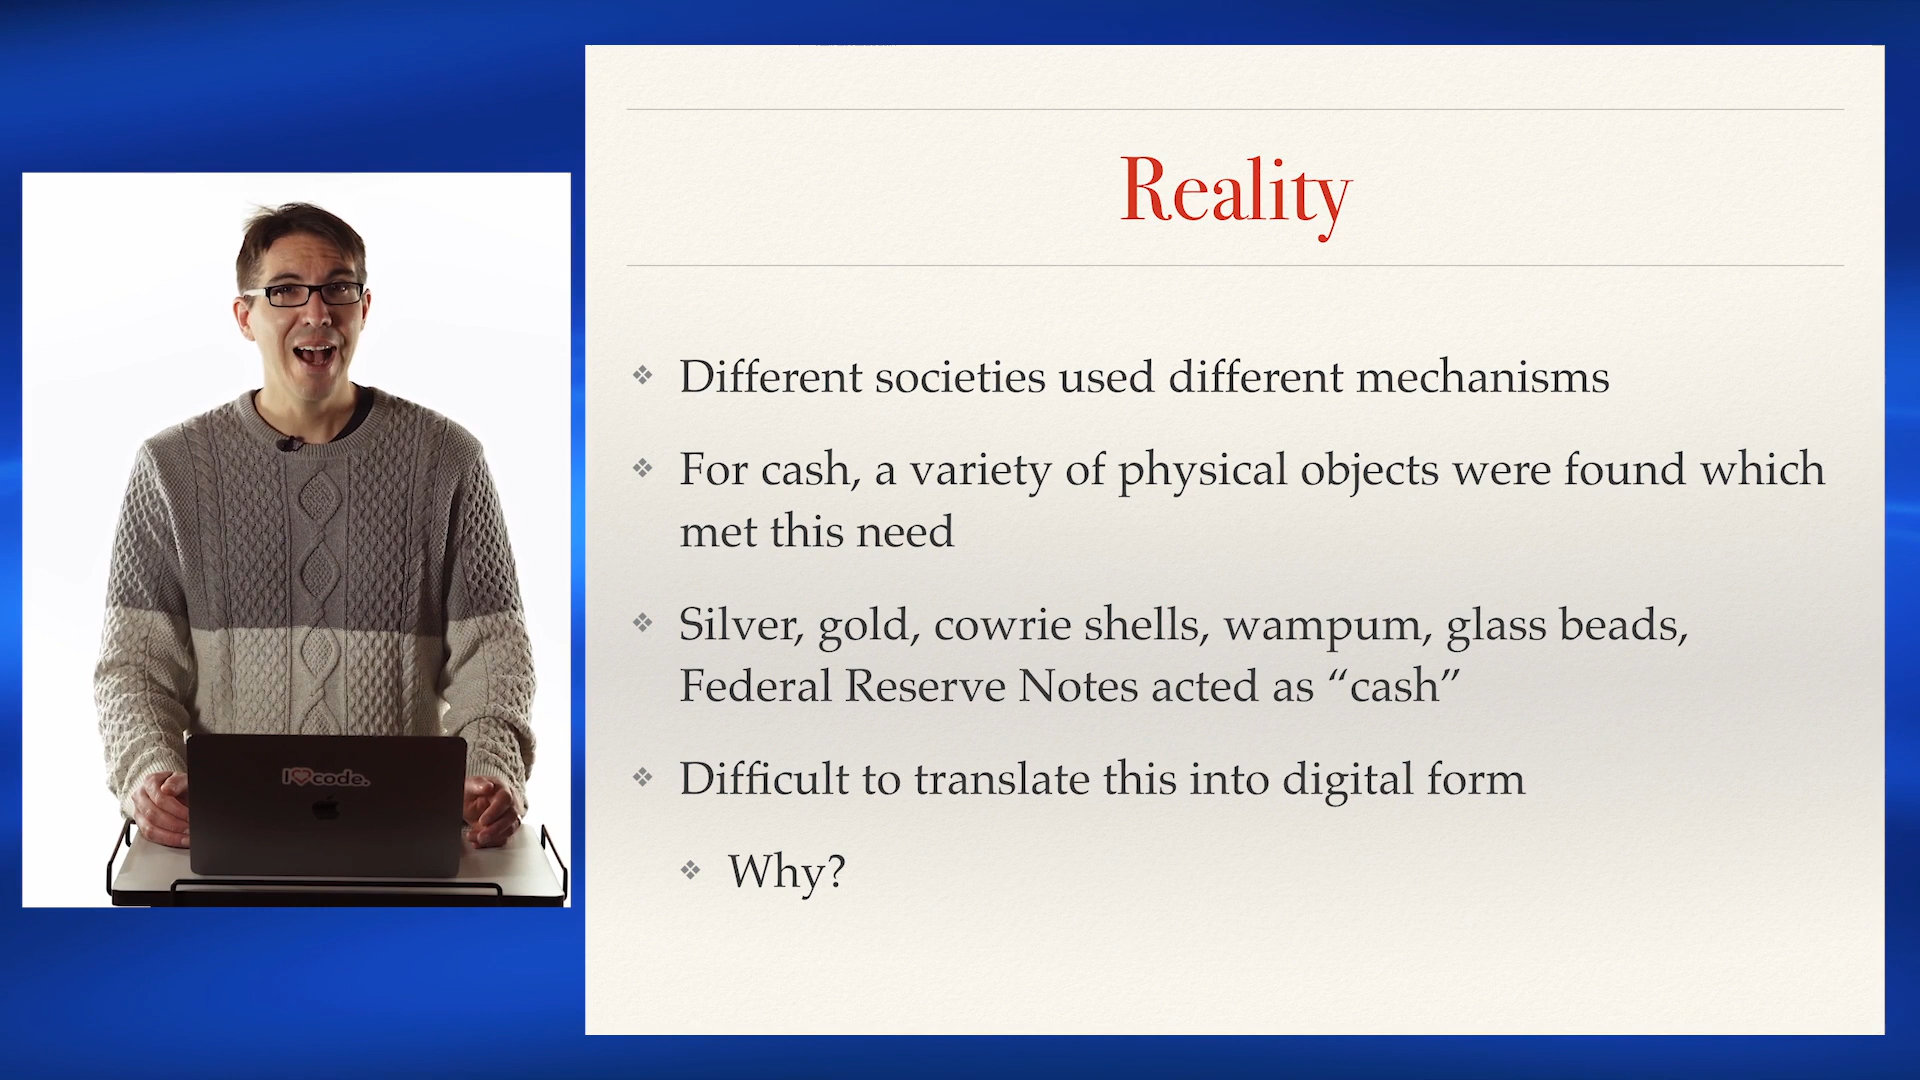 Reality
❖ Different societies used different mechanisms
❖ For cash, a variety of physical objects were found which
met this need
❖ Silver, gold, cowrie shells, wampum, glass beads,
Federal Reserve Notes acted as “cash”
❖ Difficult to translate this into digital form
❖ Why?
I❤code.